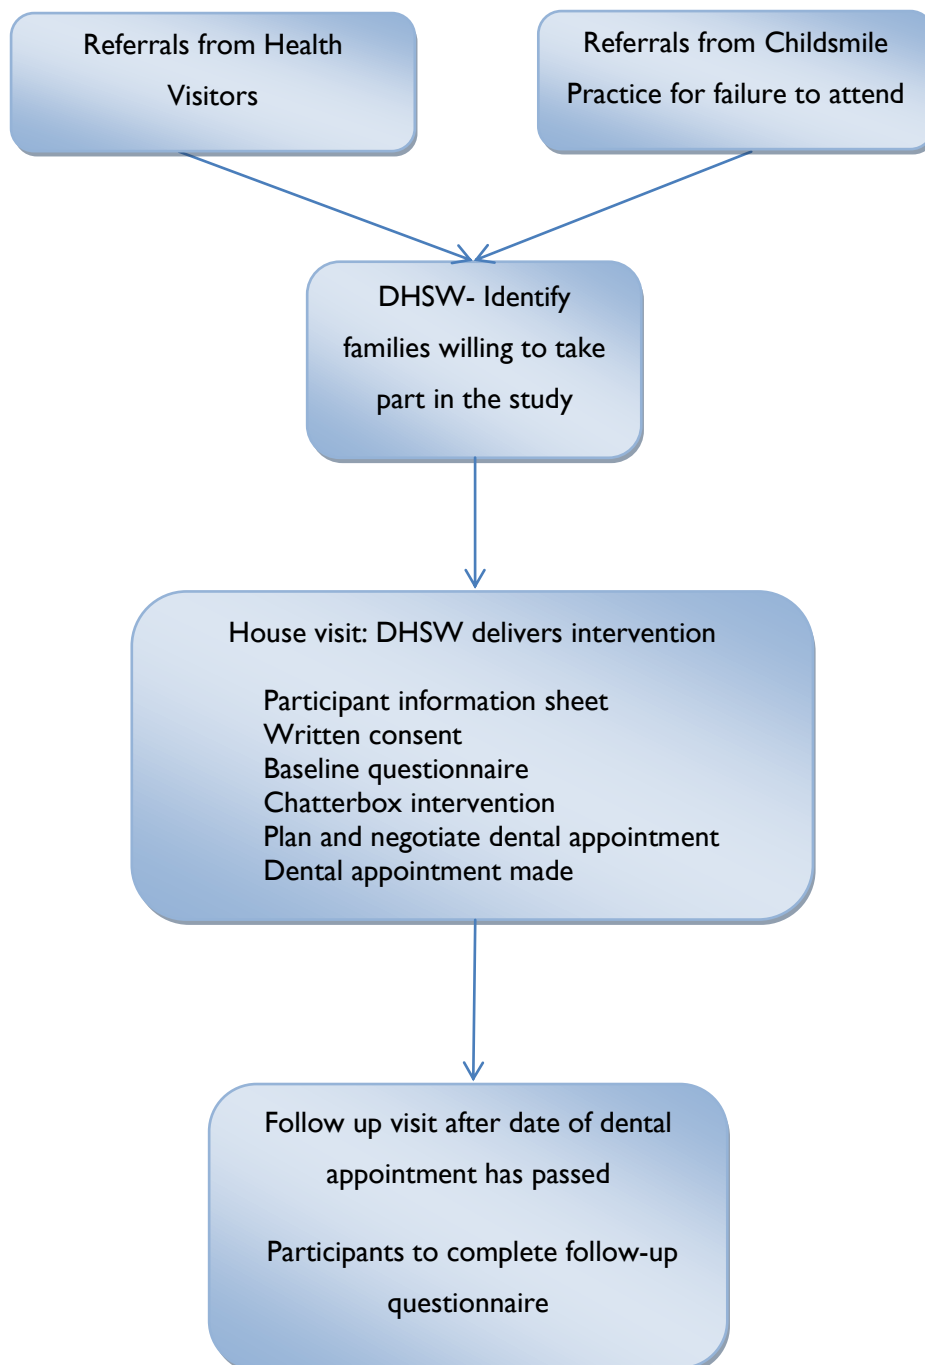 Referrals from Health
Visitors
Referrals from Childsmile
Practice for failure to attend
DHSW- Identify
families willing to take
part in the study
House visit: DHSW delivers intervention
Participant information sheet
Written consent
Baseline questionnaire
Chatterbox intervention
Plan and negotiate dental appointment
Dental appointment made
Follow up visit after date of dental
appointment has passed
Participants to complete follow-up
questionnaire